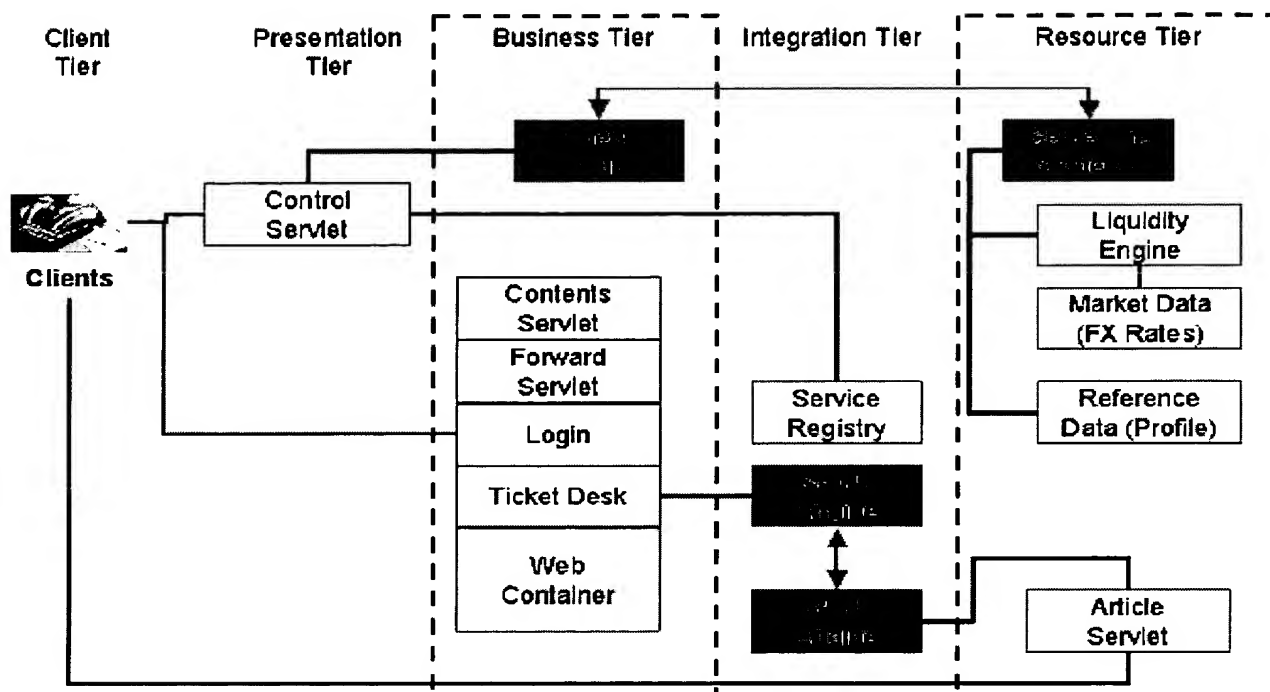 Client
Tier
Presentation
Tier
Business Tier
Integration Tier
Resource Tier
Control
Servlet
Clients
Liquidity
Engine
Contents
Servlet
Market Data
(FX Rates)
Forward
Servlet
Service
Registry
Reference
Data (Profile)
Login
Ticket Desk
Web
Container
Article
Servlet